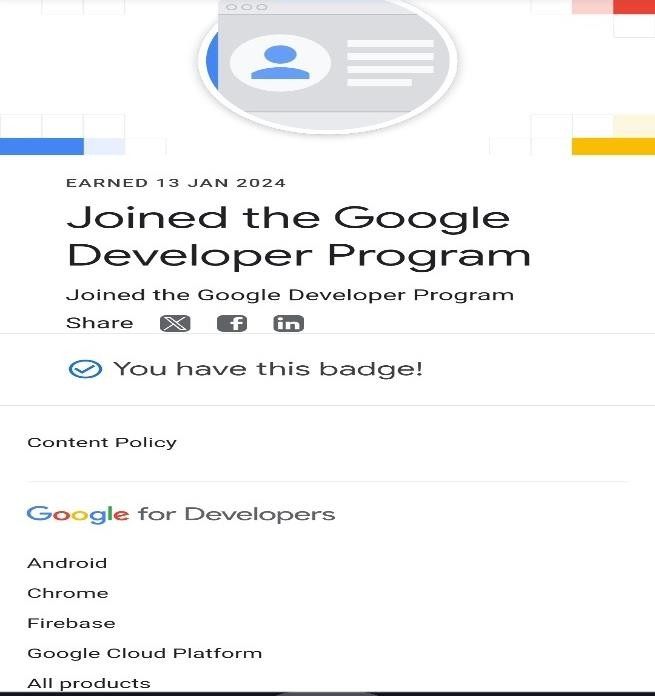 EARNED 13 JAN 2024
Joined the Google
Developer Program
Joined the Google Developer Program
Share
You have this badge!
Content Policy
Google for Developers
Android
Chrome
Firebase
Google Cloud Platform
All products